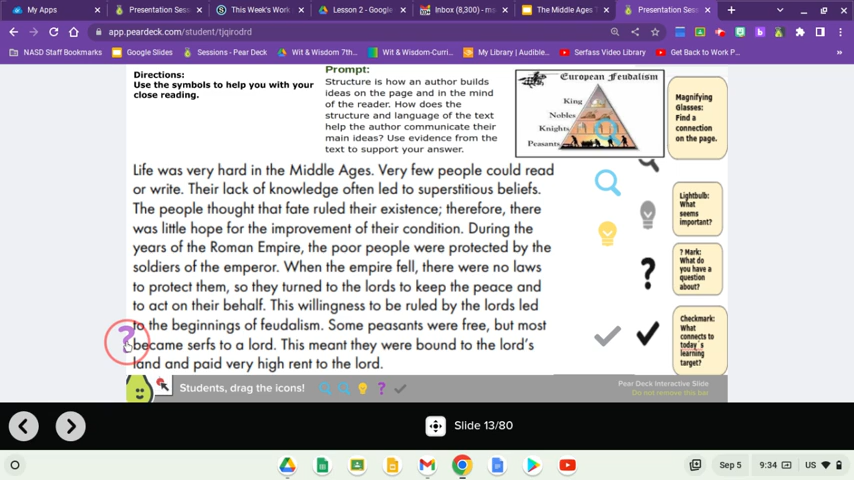 My Apps
Presentation Sess
This Week's Work
Lesson 2 - Google
Inbox (8,300) - ma
The Middle Ages - 
Presentation Sess
app.peardeck.com/student/tjqirodrd
NASD Staff Bookmarks
Google Slides
Sessions - Pear Deck
Wit & Wisdom 7th...
Wit & Wisdom-Curri...
My Library | Audible...
Serfass Video Library
Get Back to Work P...
Directions:
Use the symbols to help you with your
close reading.
Prompt:
Structure is how an author builds
ideas on the page and in the mind
of the reader. How does the
structure and language of the text
help the author communicate their
main ideas? Use evidence from the
text to support your answer.
European Feudalism
King
Nobles
Knights
Peasants
Magnifying
Glasses:
Find a
connection
on the page.
Life was very hard in the Middle Ages. Very few people could read
or write. Their lack of knowledge often led to superstitious beliefs.
The people thought that fate ruled their existence; therefore, there
was little hope for the improvement of their condition. During the
years of the Roman Empire, the poor people were protected by the
soldiers of the emperor. When the empire fell, there were no laws
to protect them, so they turned to the lords to keep the peace and
to act on their behalf. This willingness to be ruled by the lords led
to the beginnings of feudalism. Some peasants were free, but most
became serfs to a lord. This meant they were bound to the lord's
land and paid very high rent to the lord.
Lightbulb:
What
seems
important?
? Mark:
What do
you have a
question
about?
Checkmark:
What
connects to
today's
learning
target?
Students, drag the icons!
Pear Deck Interactive Slide
Do not remove this bar
Slide 13/80
Sep 5
9:34
US